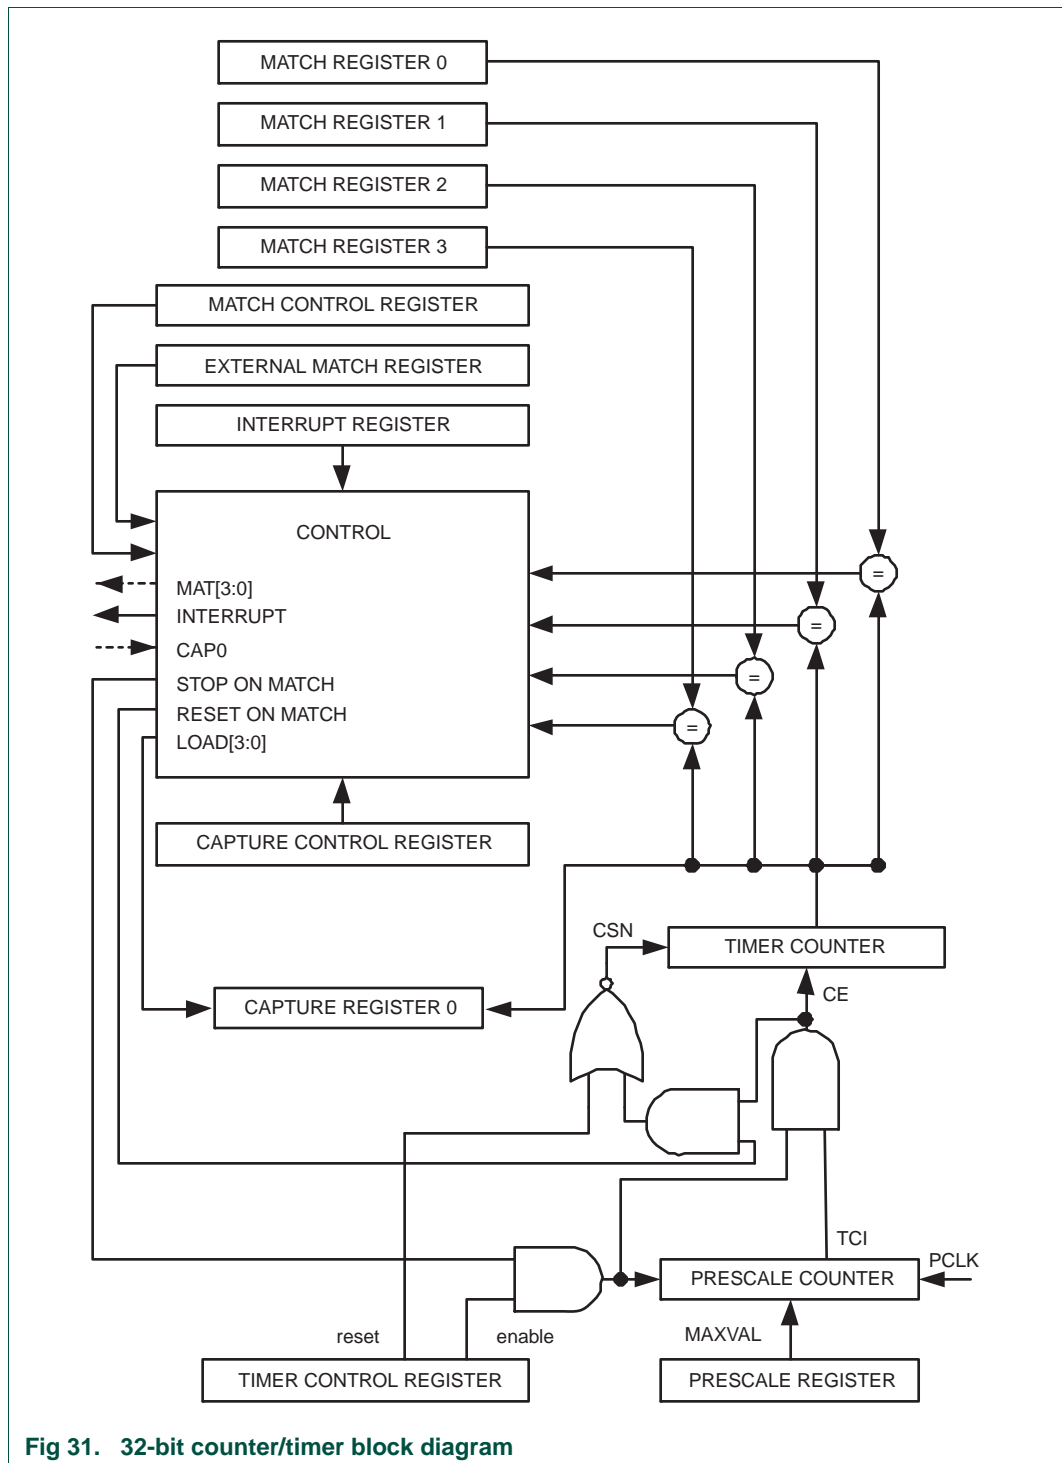 MATCH REGISTER 0
MATCH REGISTER 1
MATCH REGISTER 2
MATCH REGISTER 3
MATCH CONTROL REGISTER
EXTERNAL MATCH REGISTER
INTERRUPT REGISTER
CONTROL
=
=
=
=
MAT[3:0]
INTERRUPT
CAP0
STOP ON MATCH
RESET ON MATCH
LOAD[3:0]
CAPTURE CONTROL REGISTER
CSN
TIMER COUNTER
CE
CAPTURE REGISTER 0
TCI
PCLK
PRESCALE COUNTER
reset
enable
MAXVAL
TIMER CONTROL REGISTER
PRESCALE REGISTER
Fig 31. 32-bit counter/timer block diagram